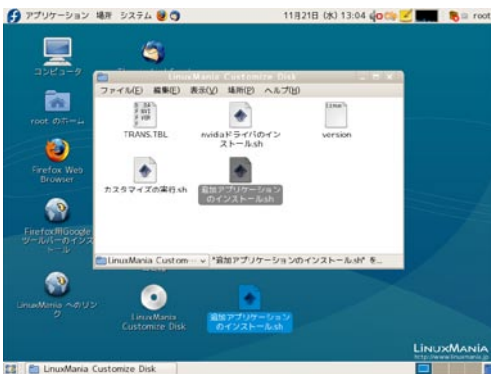 アプリケーション 場所 システム
11月21日 (水) 13:04
root
コンピュータ
LinuxMania Customize Disk
ファイル(F) 編集(E) 表示(V) 場所(P) ヘルプ(H)
TRANS.TBL
nvidiaドライバのイン
ストール.sh
version
カスタマイズの実行.sh
追加アプリケーション
のインストール.sh
root のホーム
Firefox Web
Browser
Firefox用Google
ツールバーのインス
トール
LinuxMania Custom…
"追加アプリケーションのインストール.sh" を...
LinuxMania へのリン
ク
LinuxMania
Customize Disk
追加アプリケーション
のインストール.sh
LINUXMANIA
LinuxMania Customize Disk